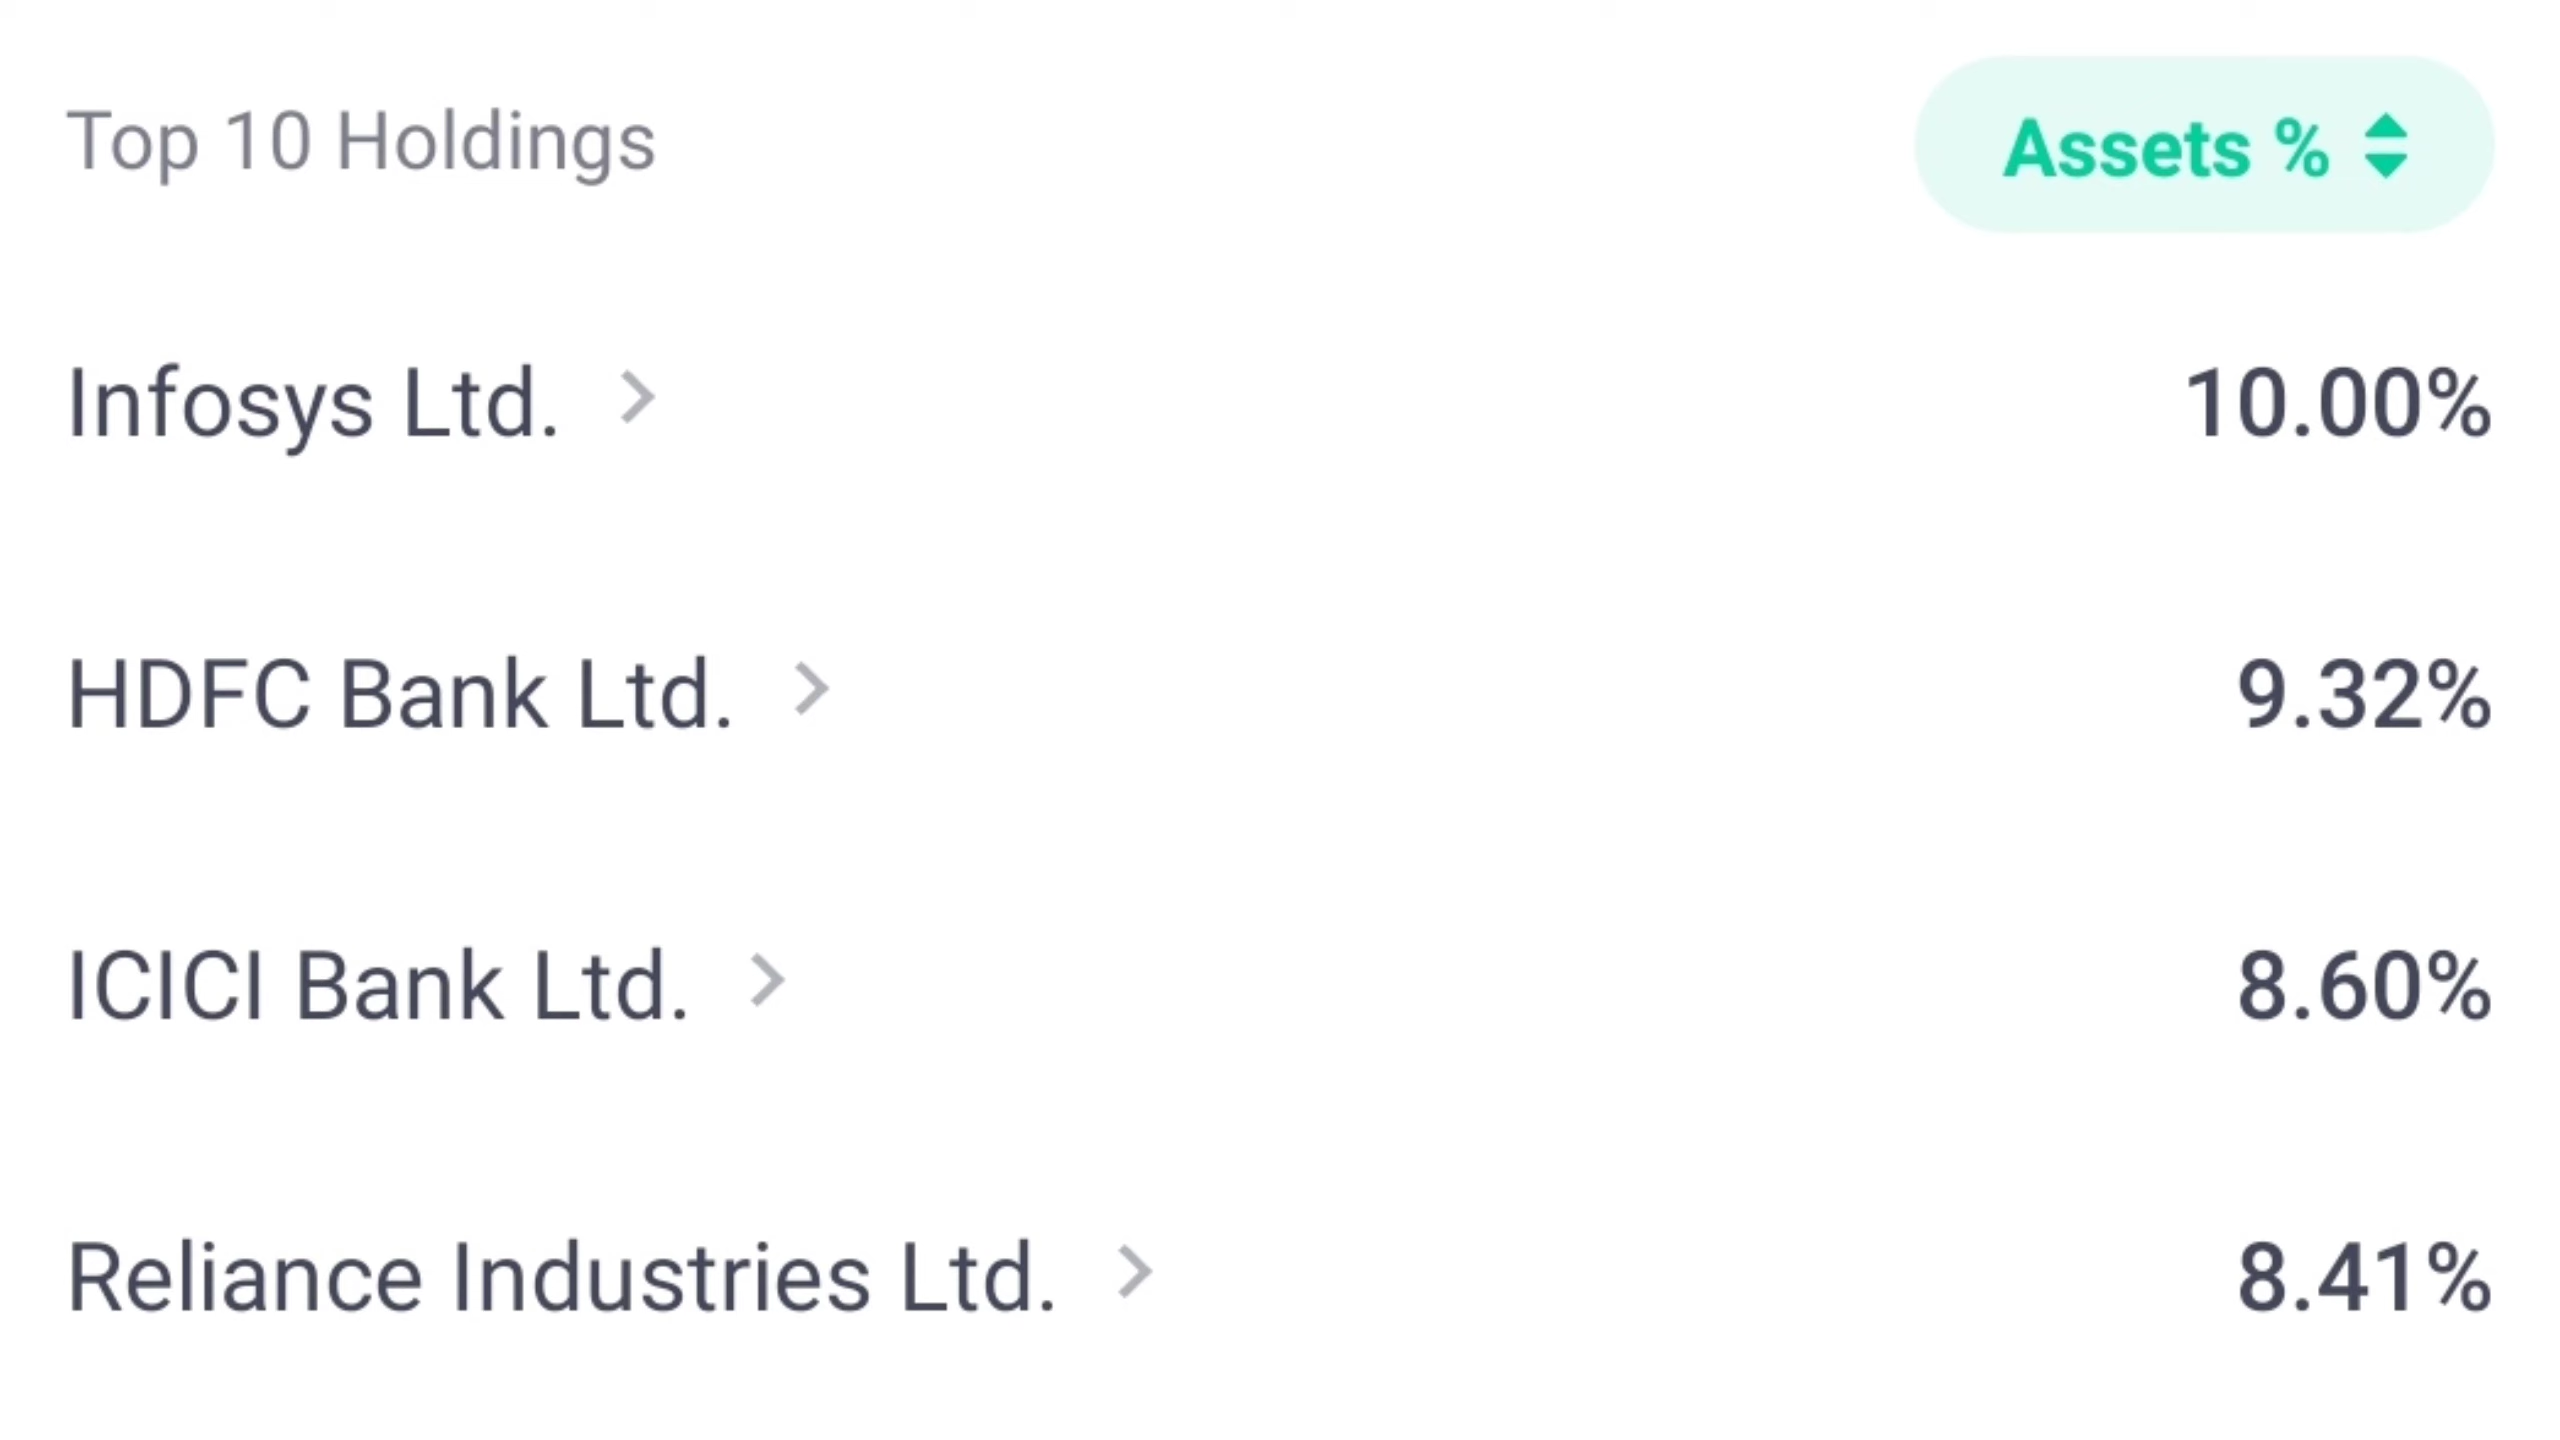 Top 10 Holdings Assets %
Infosys Ltd. 10.00%
HDFC Bank Ltd. 9.32%
ICICI Bank Ltd. 8.60%
Reliance Industries Ltd. 8.41%